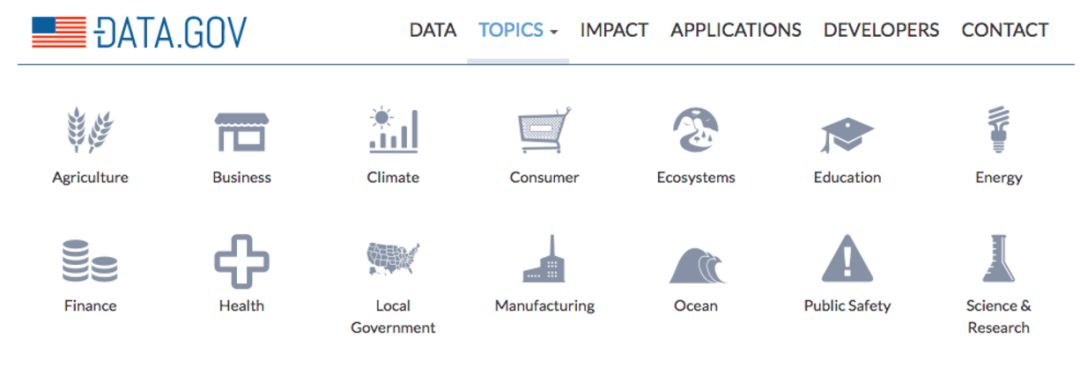 DATA.GOV
DATA TOPICS IMPACT APPLICATIONS DEVELOPERS CONTACT
Agriculture Business Climate Consumer Ecosystems Education Energy
Finance Health Local Government Manufacturing Ocean Public Safety Science & Research